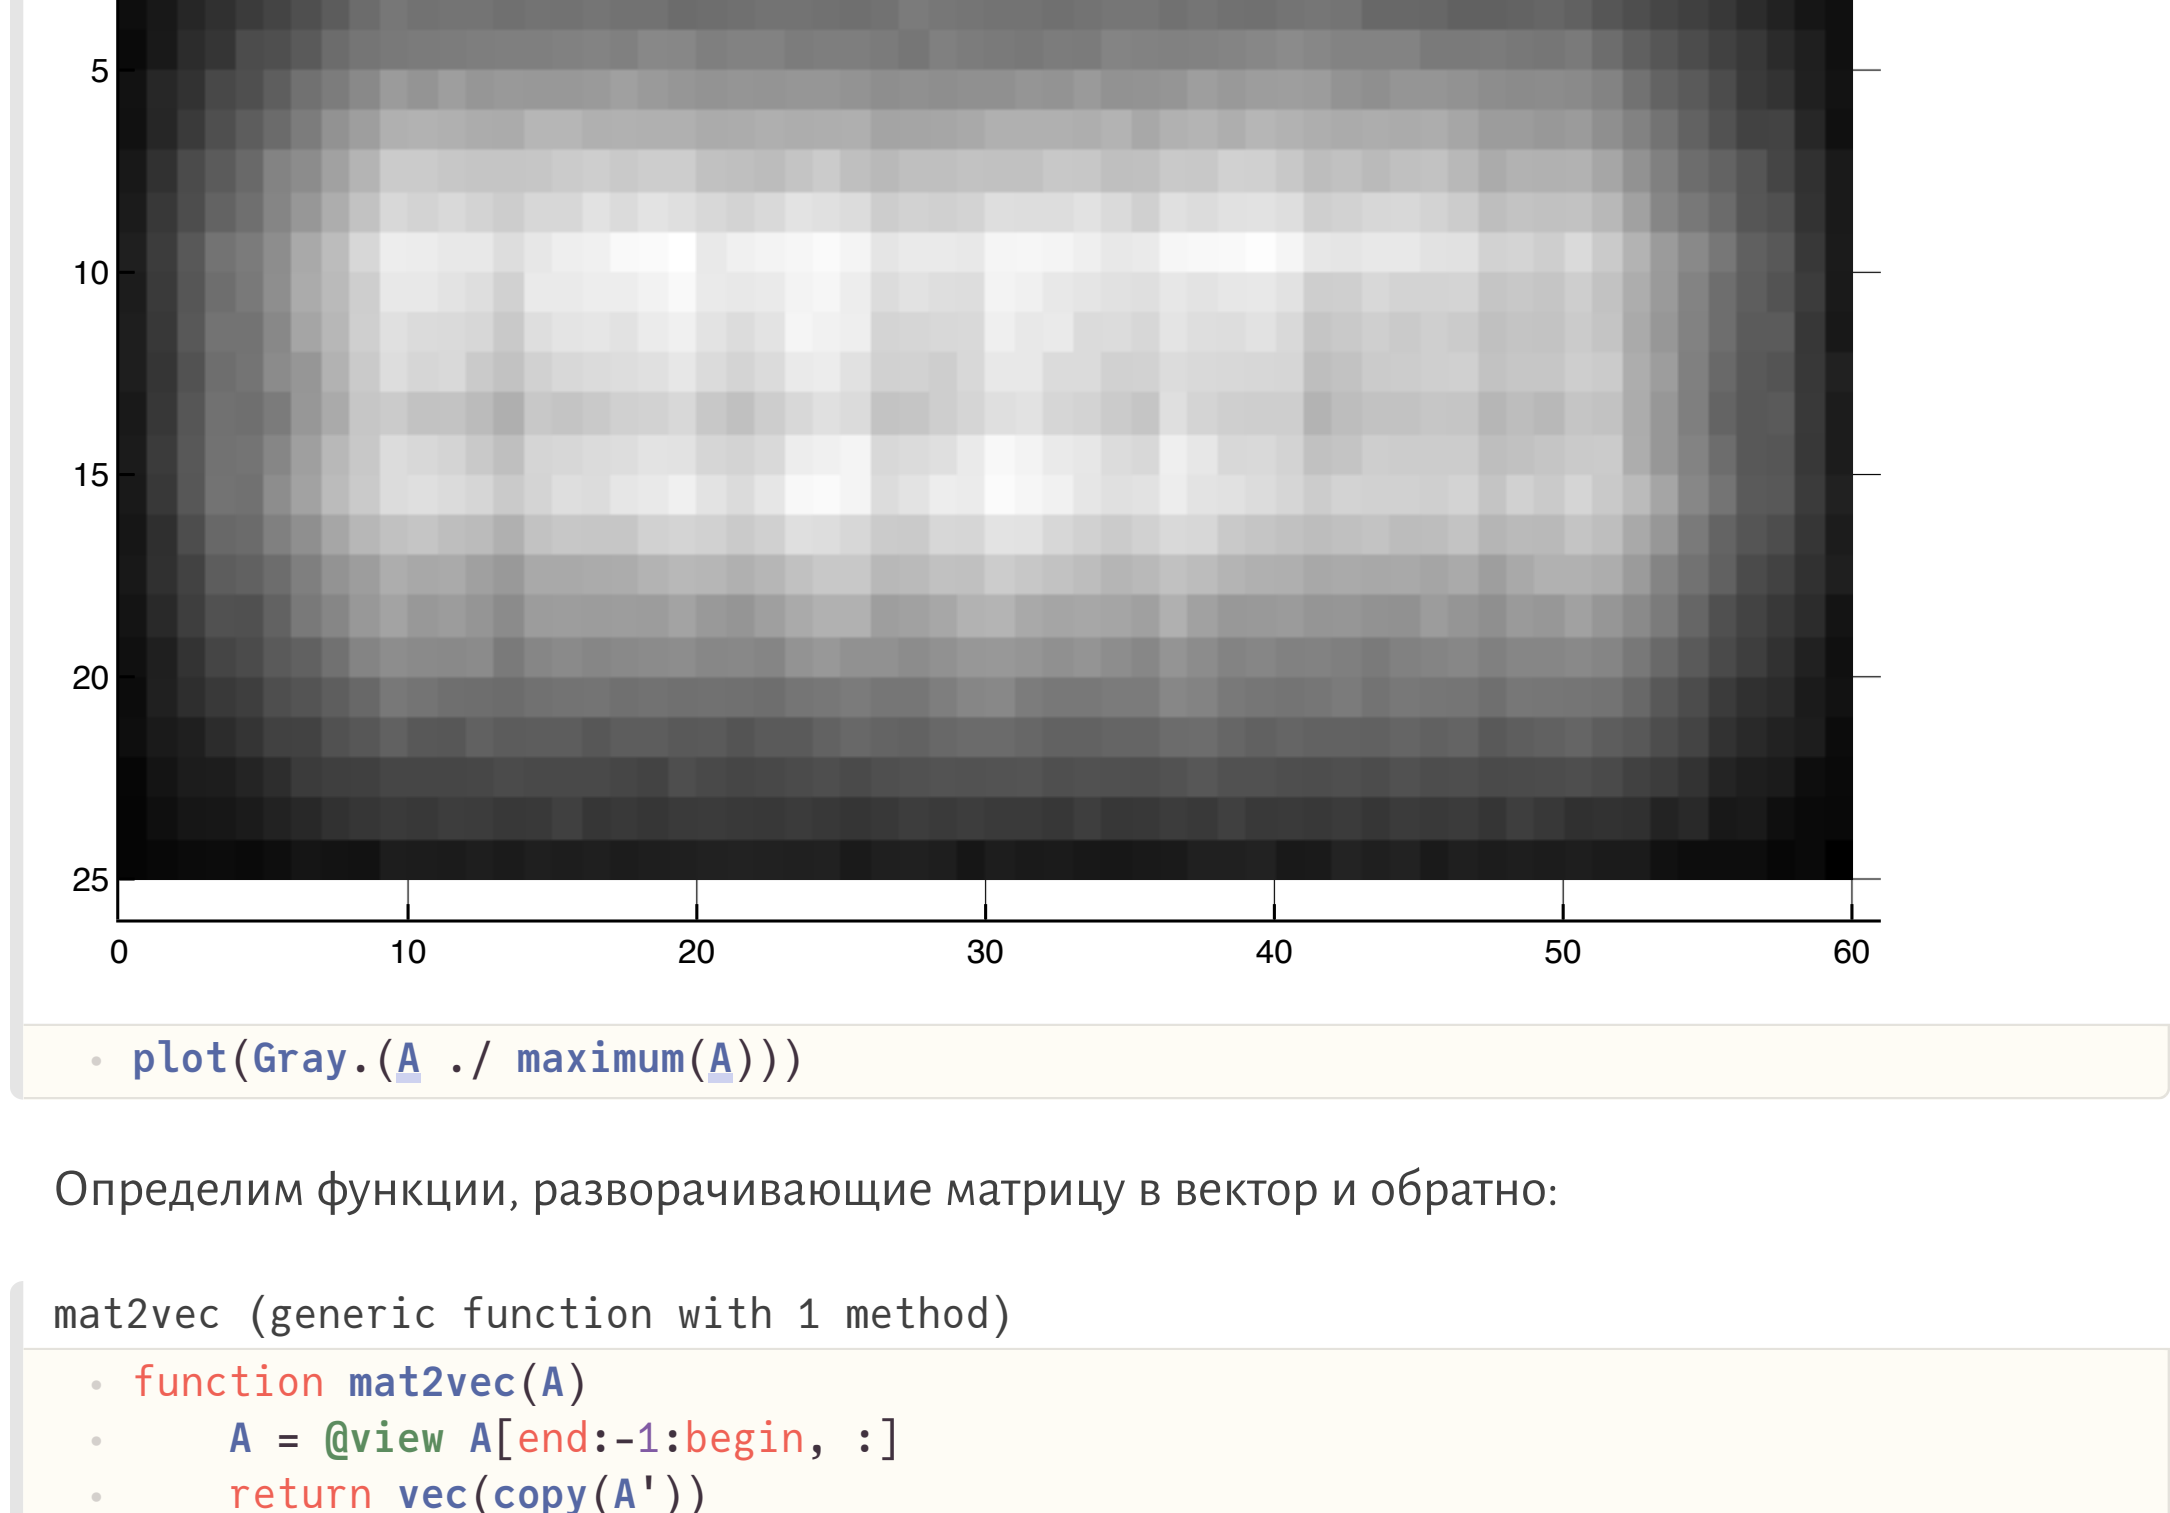 5
10
15
20
25
0 10 20 30 40 50 60
plot(Gray.(A ./ maximum(A)))
Определим функции, разворачивающие матрицу в вектор и обратно:
mat2vec (generic function with 1 method)
function mat2vec(A)
A = @view A[end:-1:begin, :]
return vec(copy(A'))